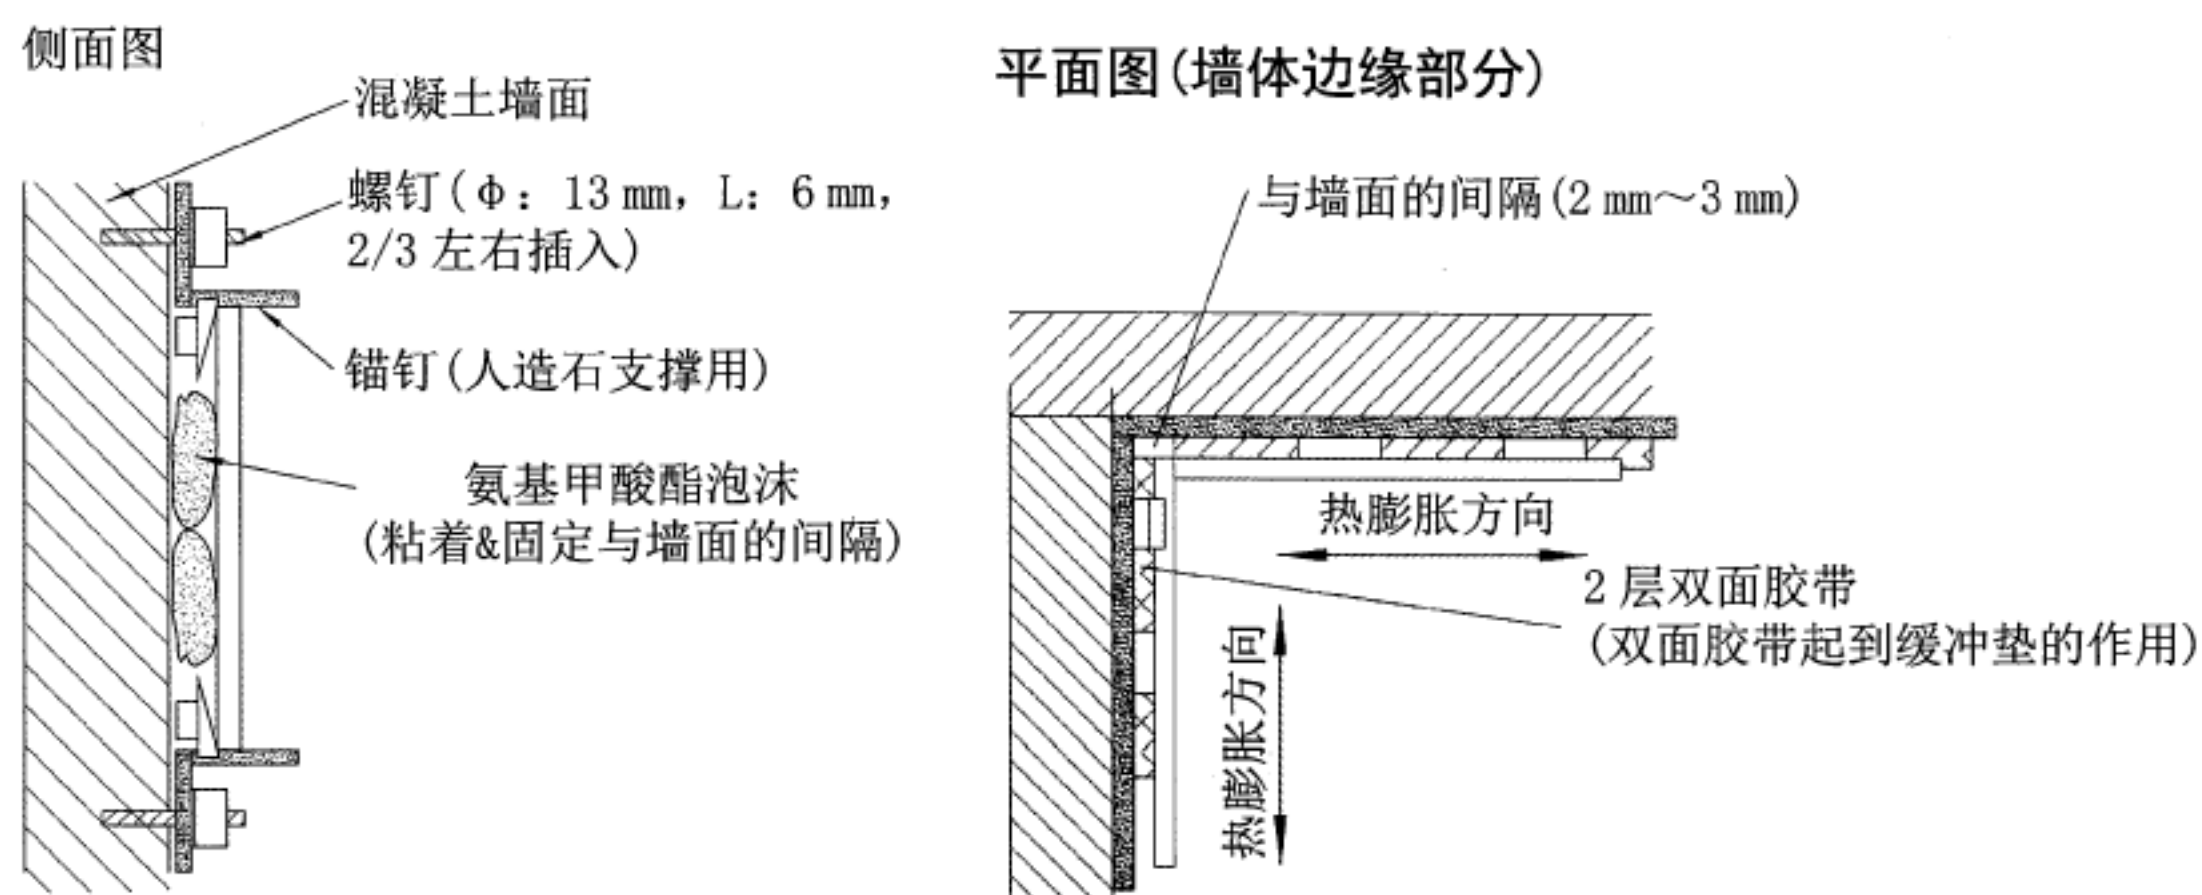 侧面图
混凝土墙面
螺钉(Φ: 13 mm, L: 6 mm,
2/3 左右插入)
锚钉(人造石支撑用)
氨基甲酸酯泡沫
(粘着&固定与墙面的间隔)
平面图(墙体边缘部分)
与墙面的间隔(2 mm～3 mm)
热膨胀方向
2 层双面胶带
(双面胶带起到缓冲垫的作用)
热膨胀方向